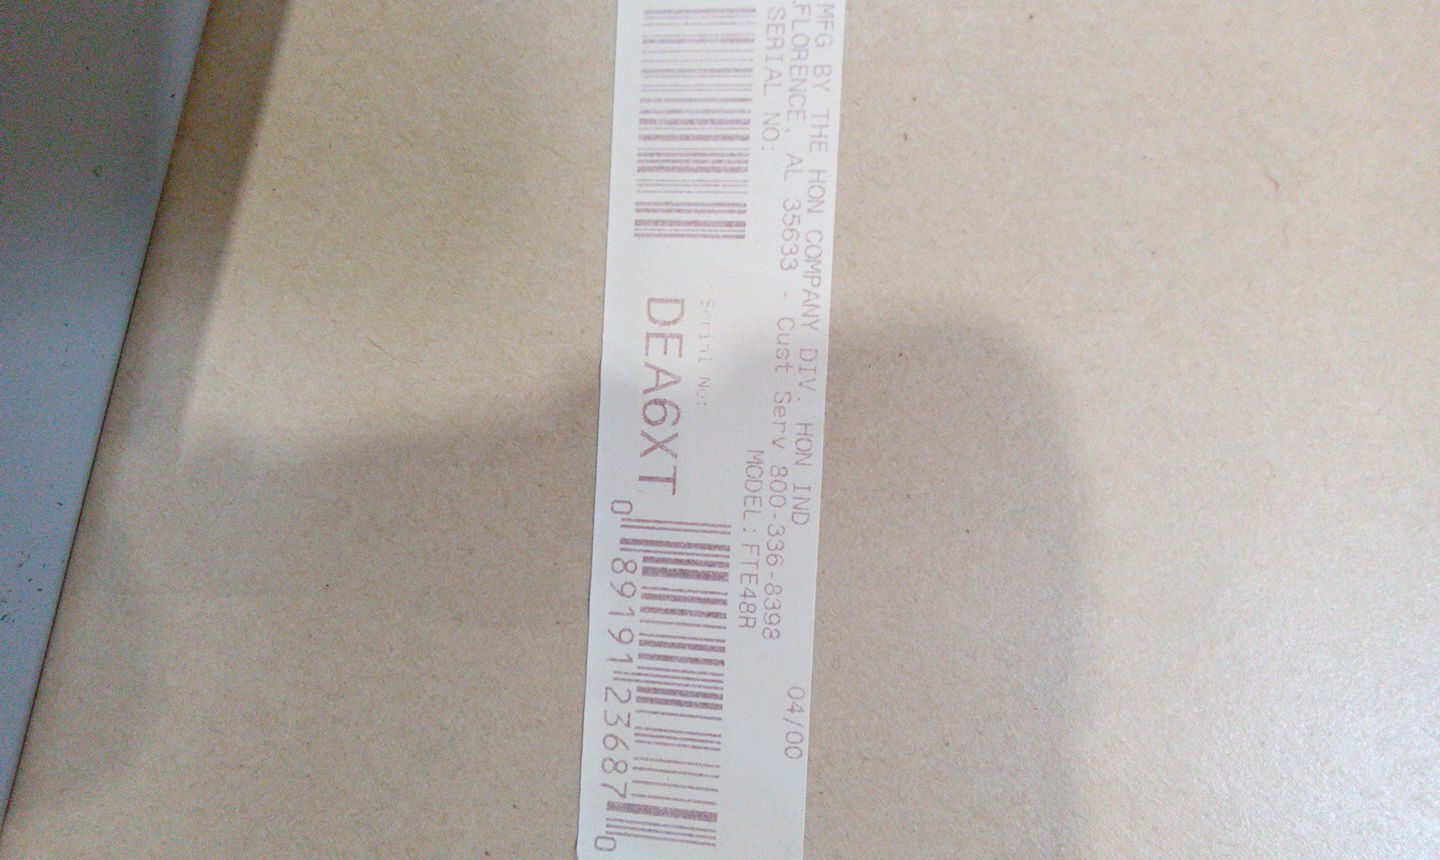 MFG BY THE HON COMPANY DIV. HON IND
FLORENCE, AL 35633 - Cust Serv 800-336-8398
04/00
SERIAL NO:
MODEL: FTE48R
Serial No:
DEA6XT
0 89191 23687 0